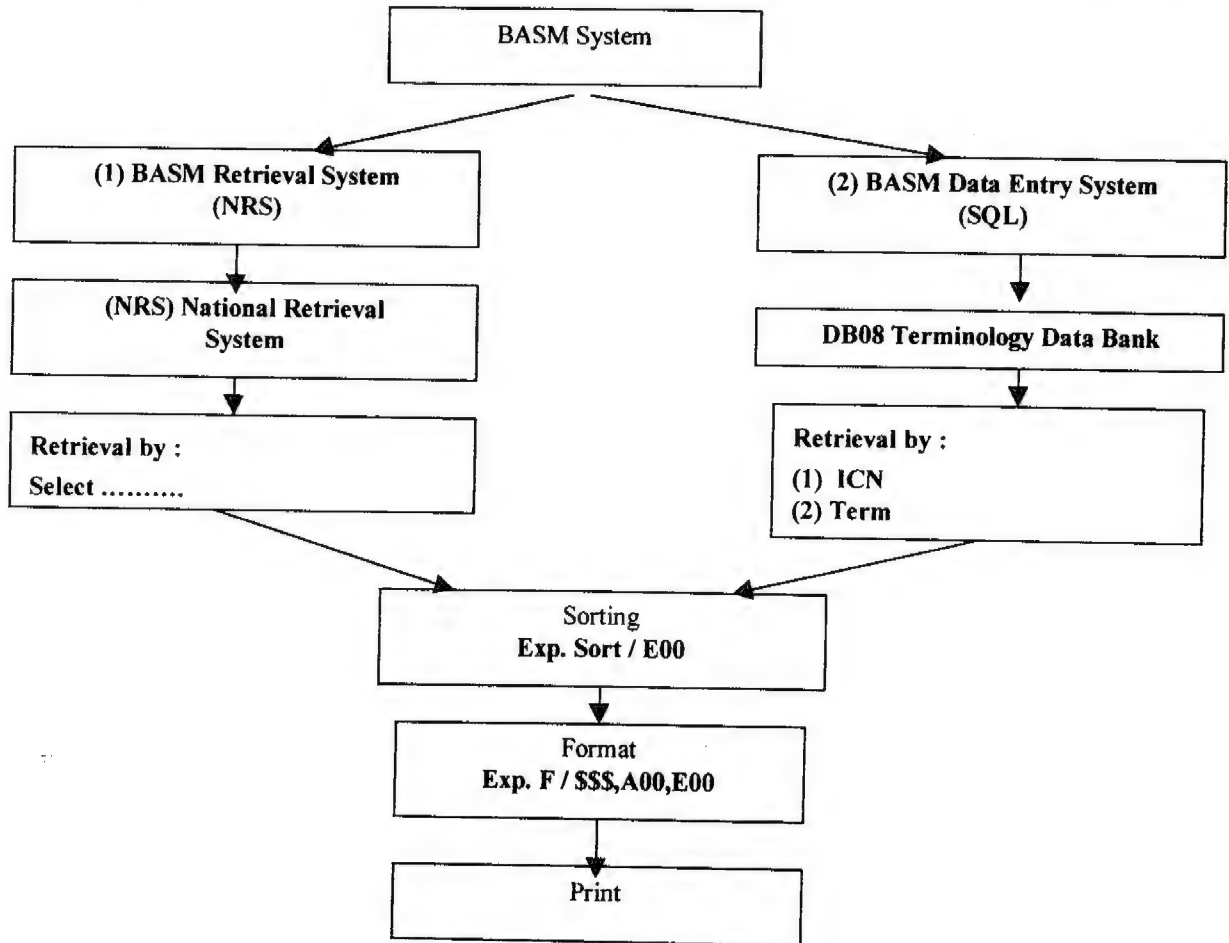 BASM System
(1) BASM Retrieval System
(NRS)
(2) BASM Data Entry System
(SQL)
(NRS) National Retrieval
System
DB08 Terminology Data Bank
Retrieval by :
Select ..........
Retrieval by :
(1) ICN
(2) Term
Sorting
Exp. Sort / E00
Format
Exp. F / $$$,A00,E00
Print